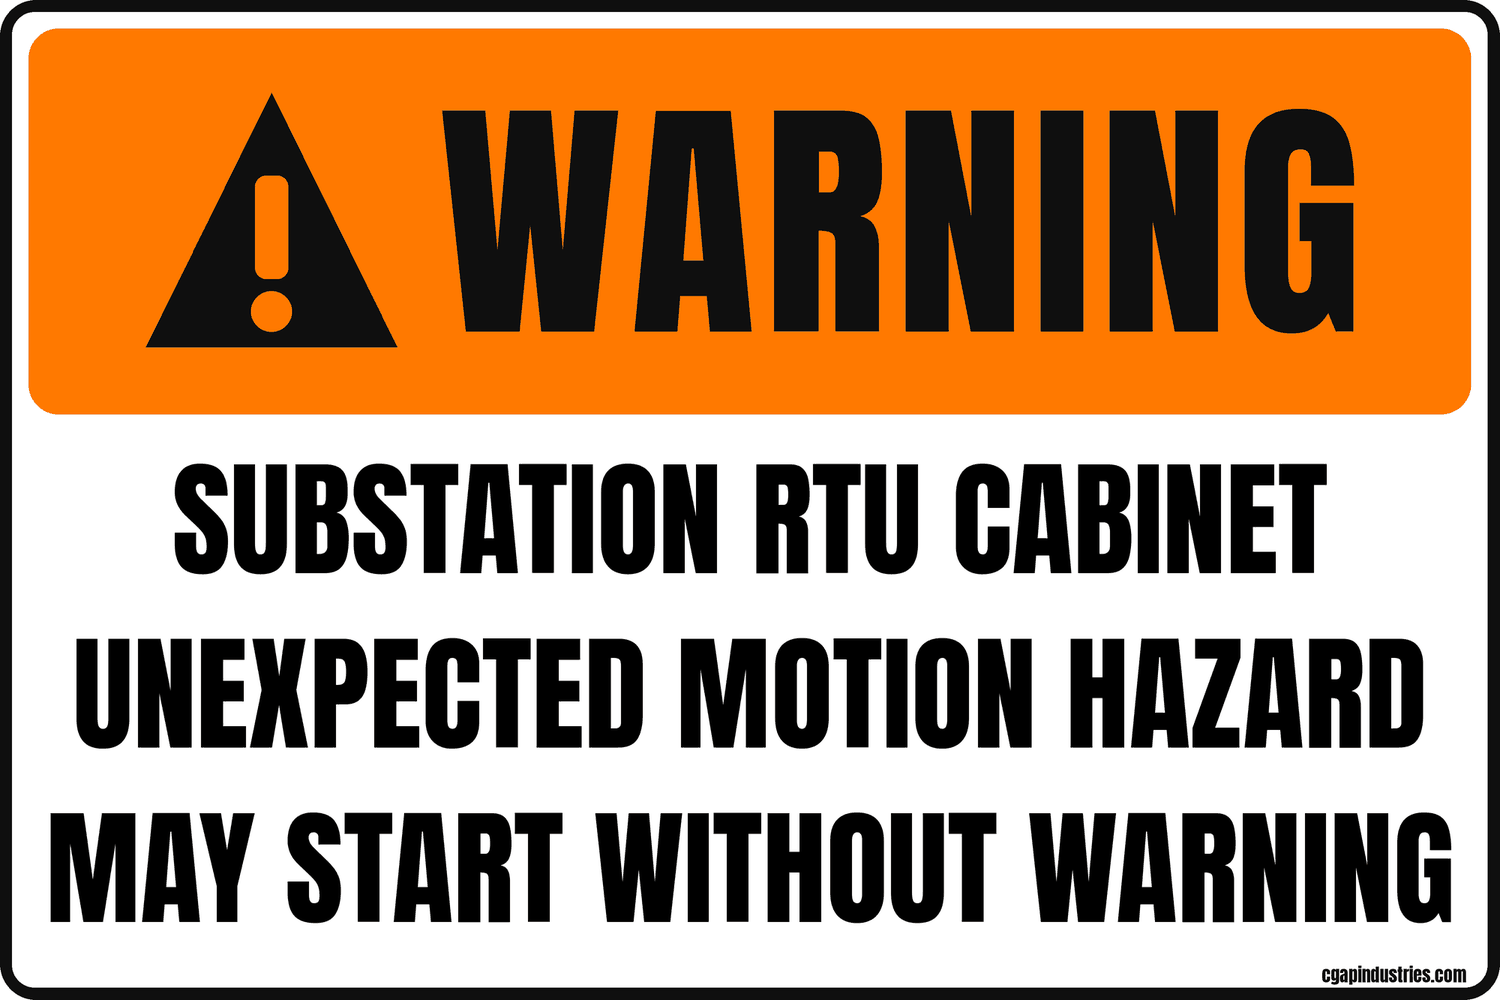 WARNING
SUBSTATION RTU CABINET
UNEXPECTED MOTION HAZARD
MAY START WITHOUT WARNING
cgapindustries.com